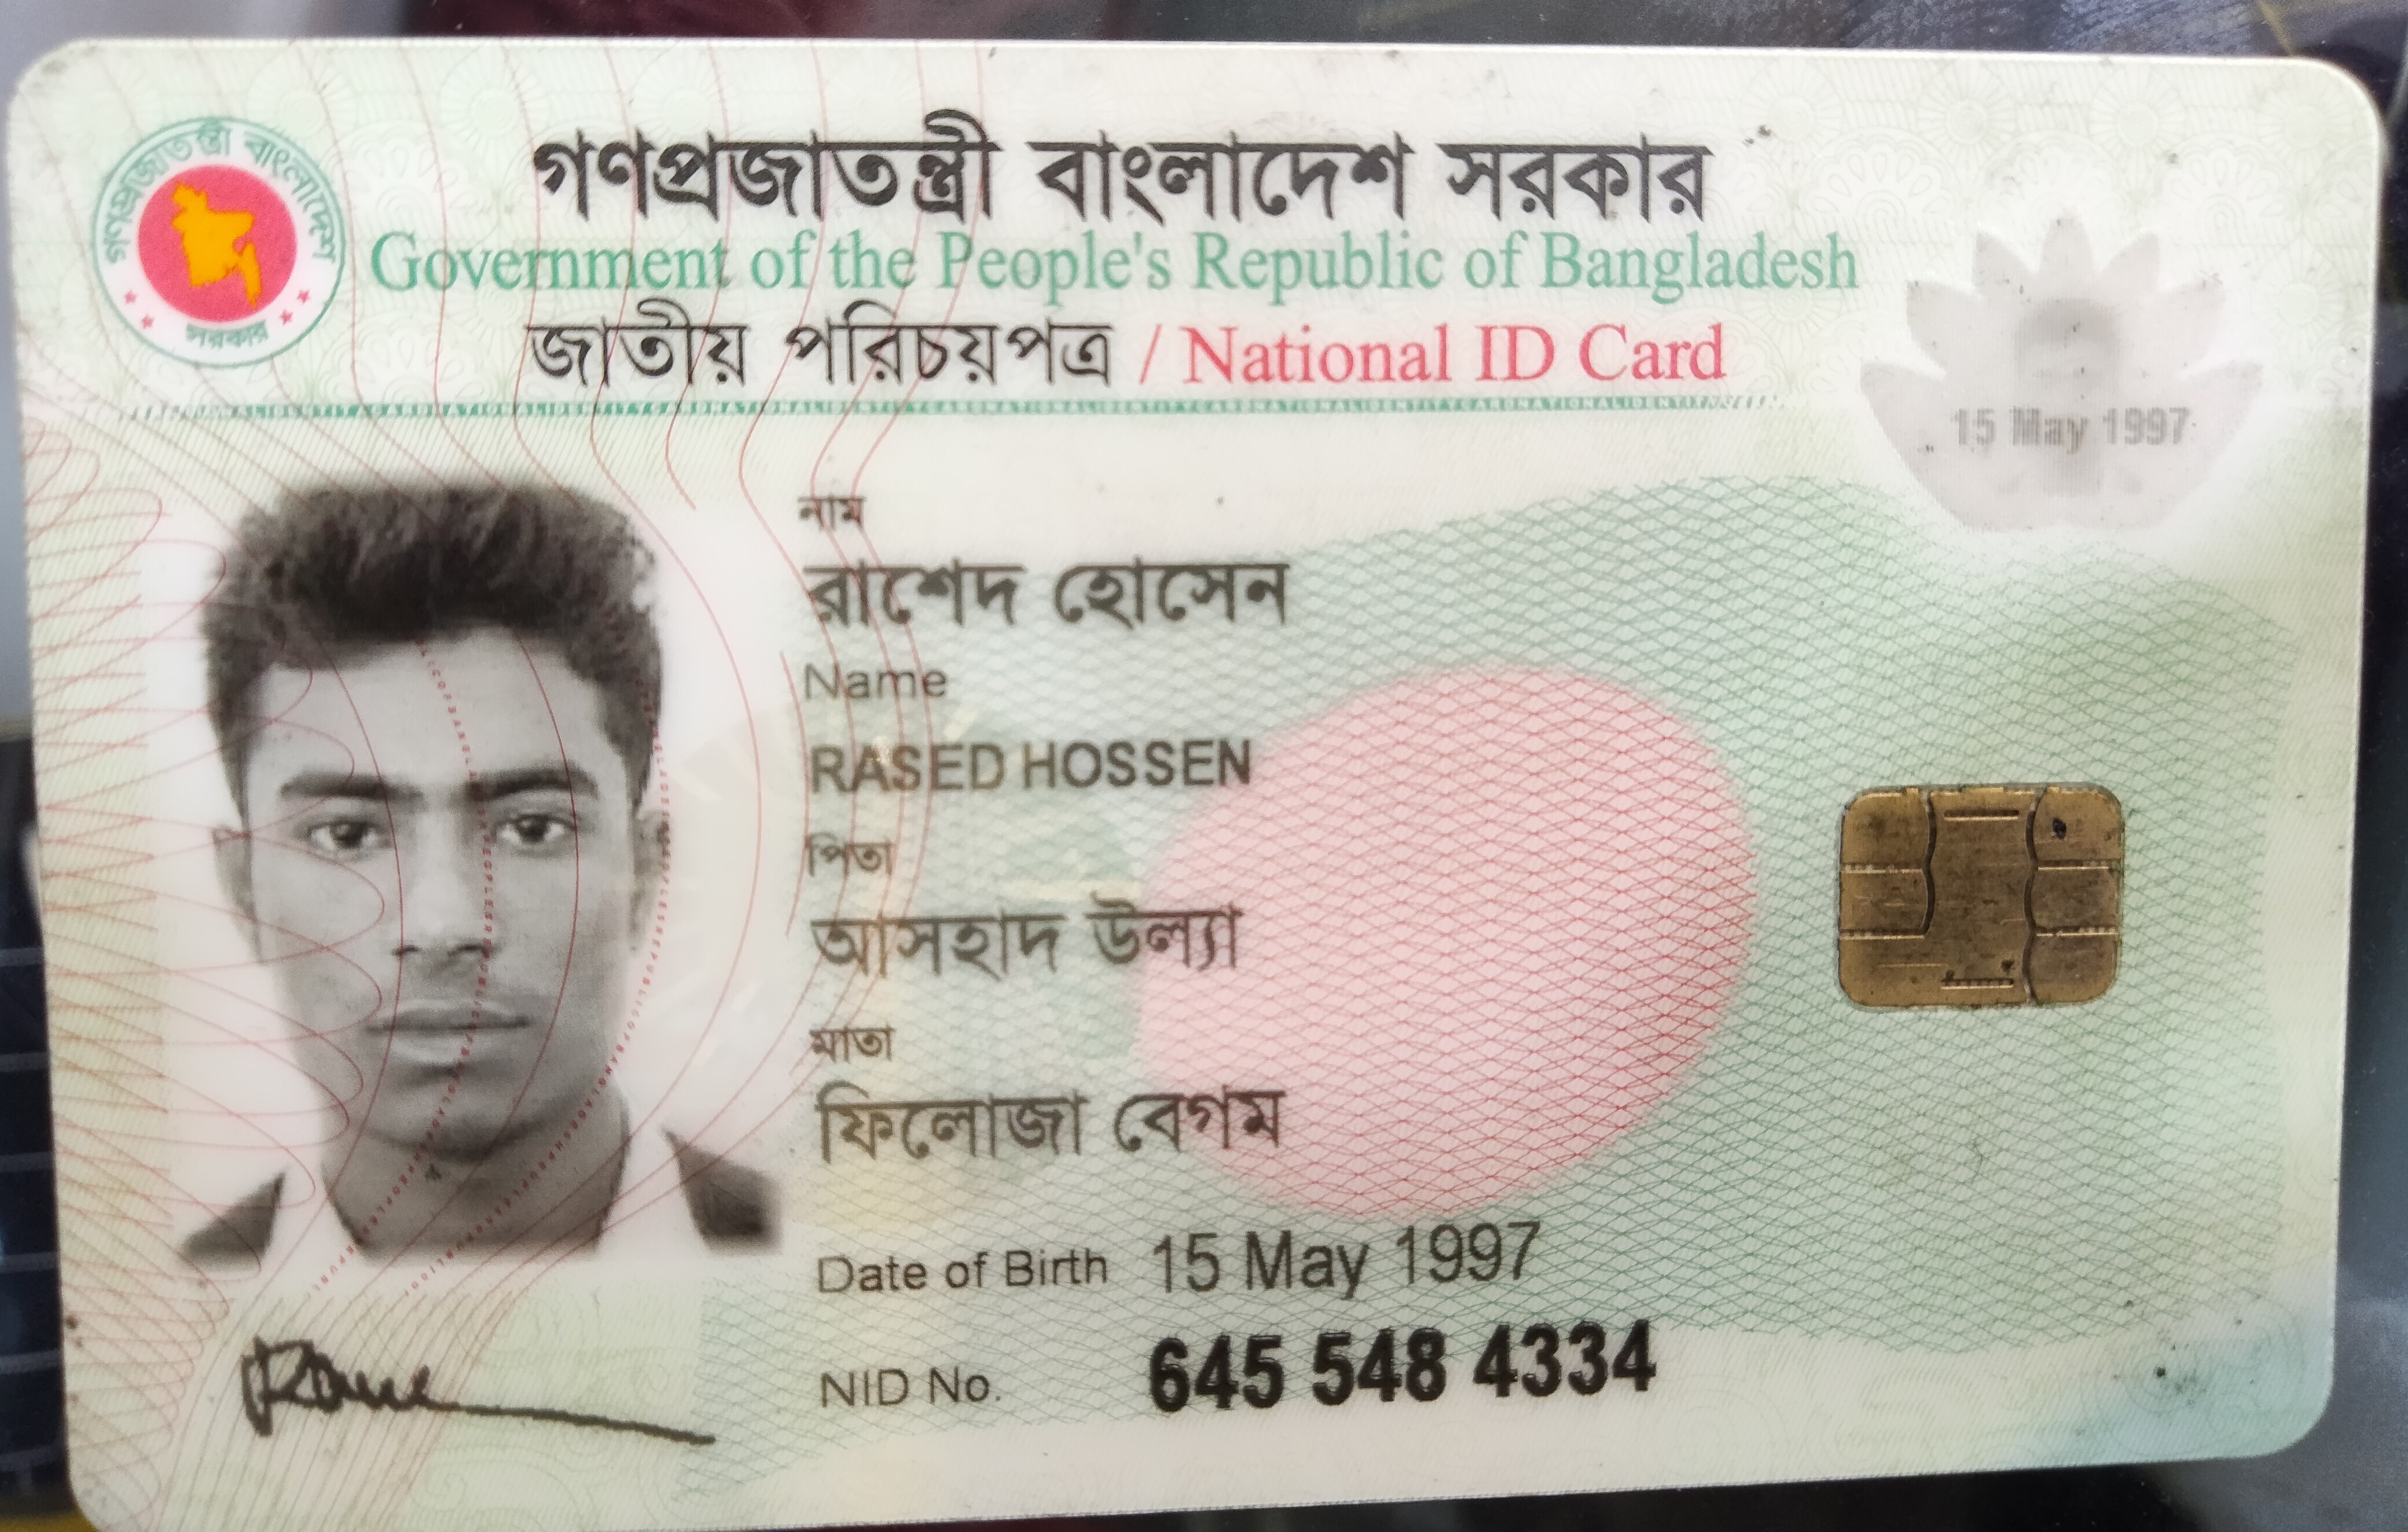 গণপ্রজাতন্ত্রী বাংলাদেশ সরকার
গণপ্রজাতন্ত্রী বাংলাদেশ সরকার
Government of the People's Republic of Bangladesh
জাতীয় পরিচয়পত্র / National ID Card
15 May 1997
নাম
রাশেদ হোসেন
Name
RASED HOSSEN
পিতা
আসহাদ উল্যা
মাতা
ফিলোজা বেগম
Date of Birth 15 May 1997
NID No. 645 548 4334